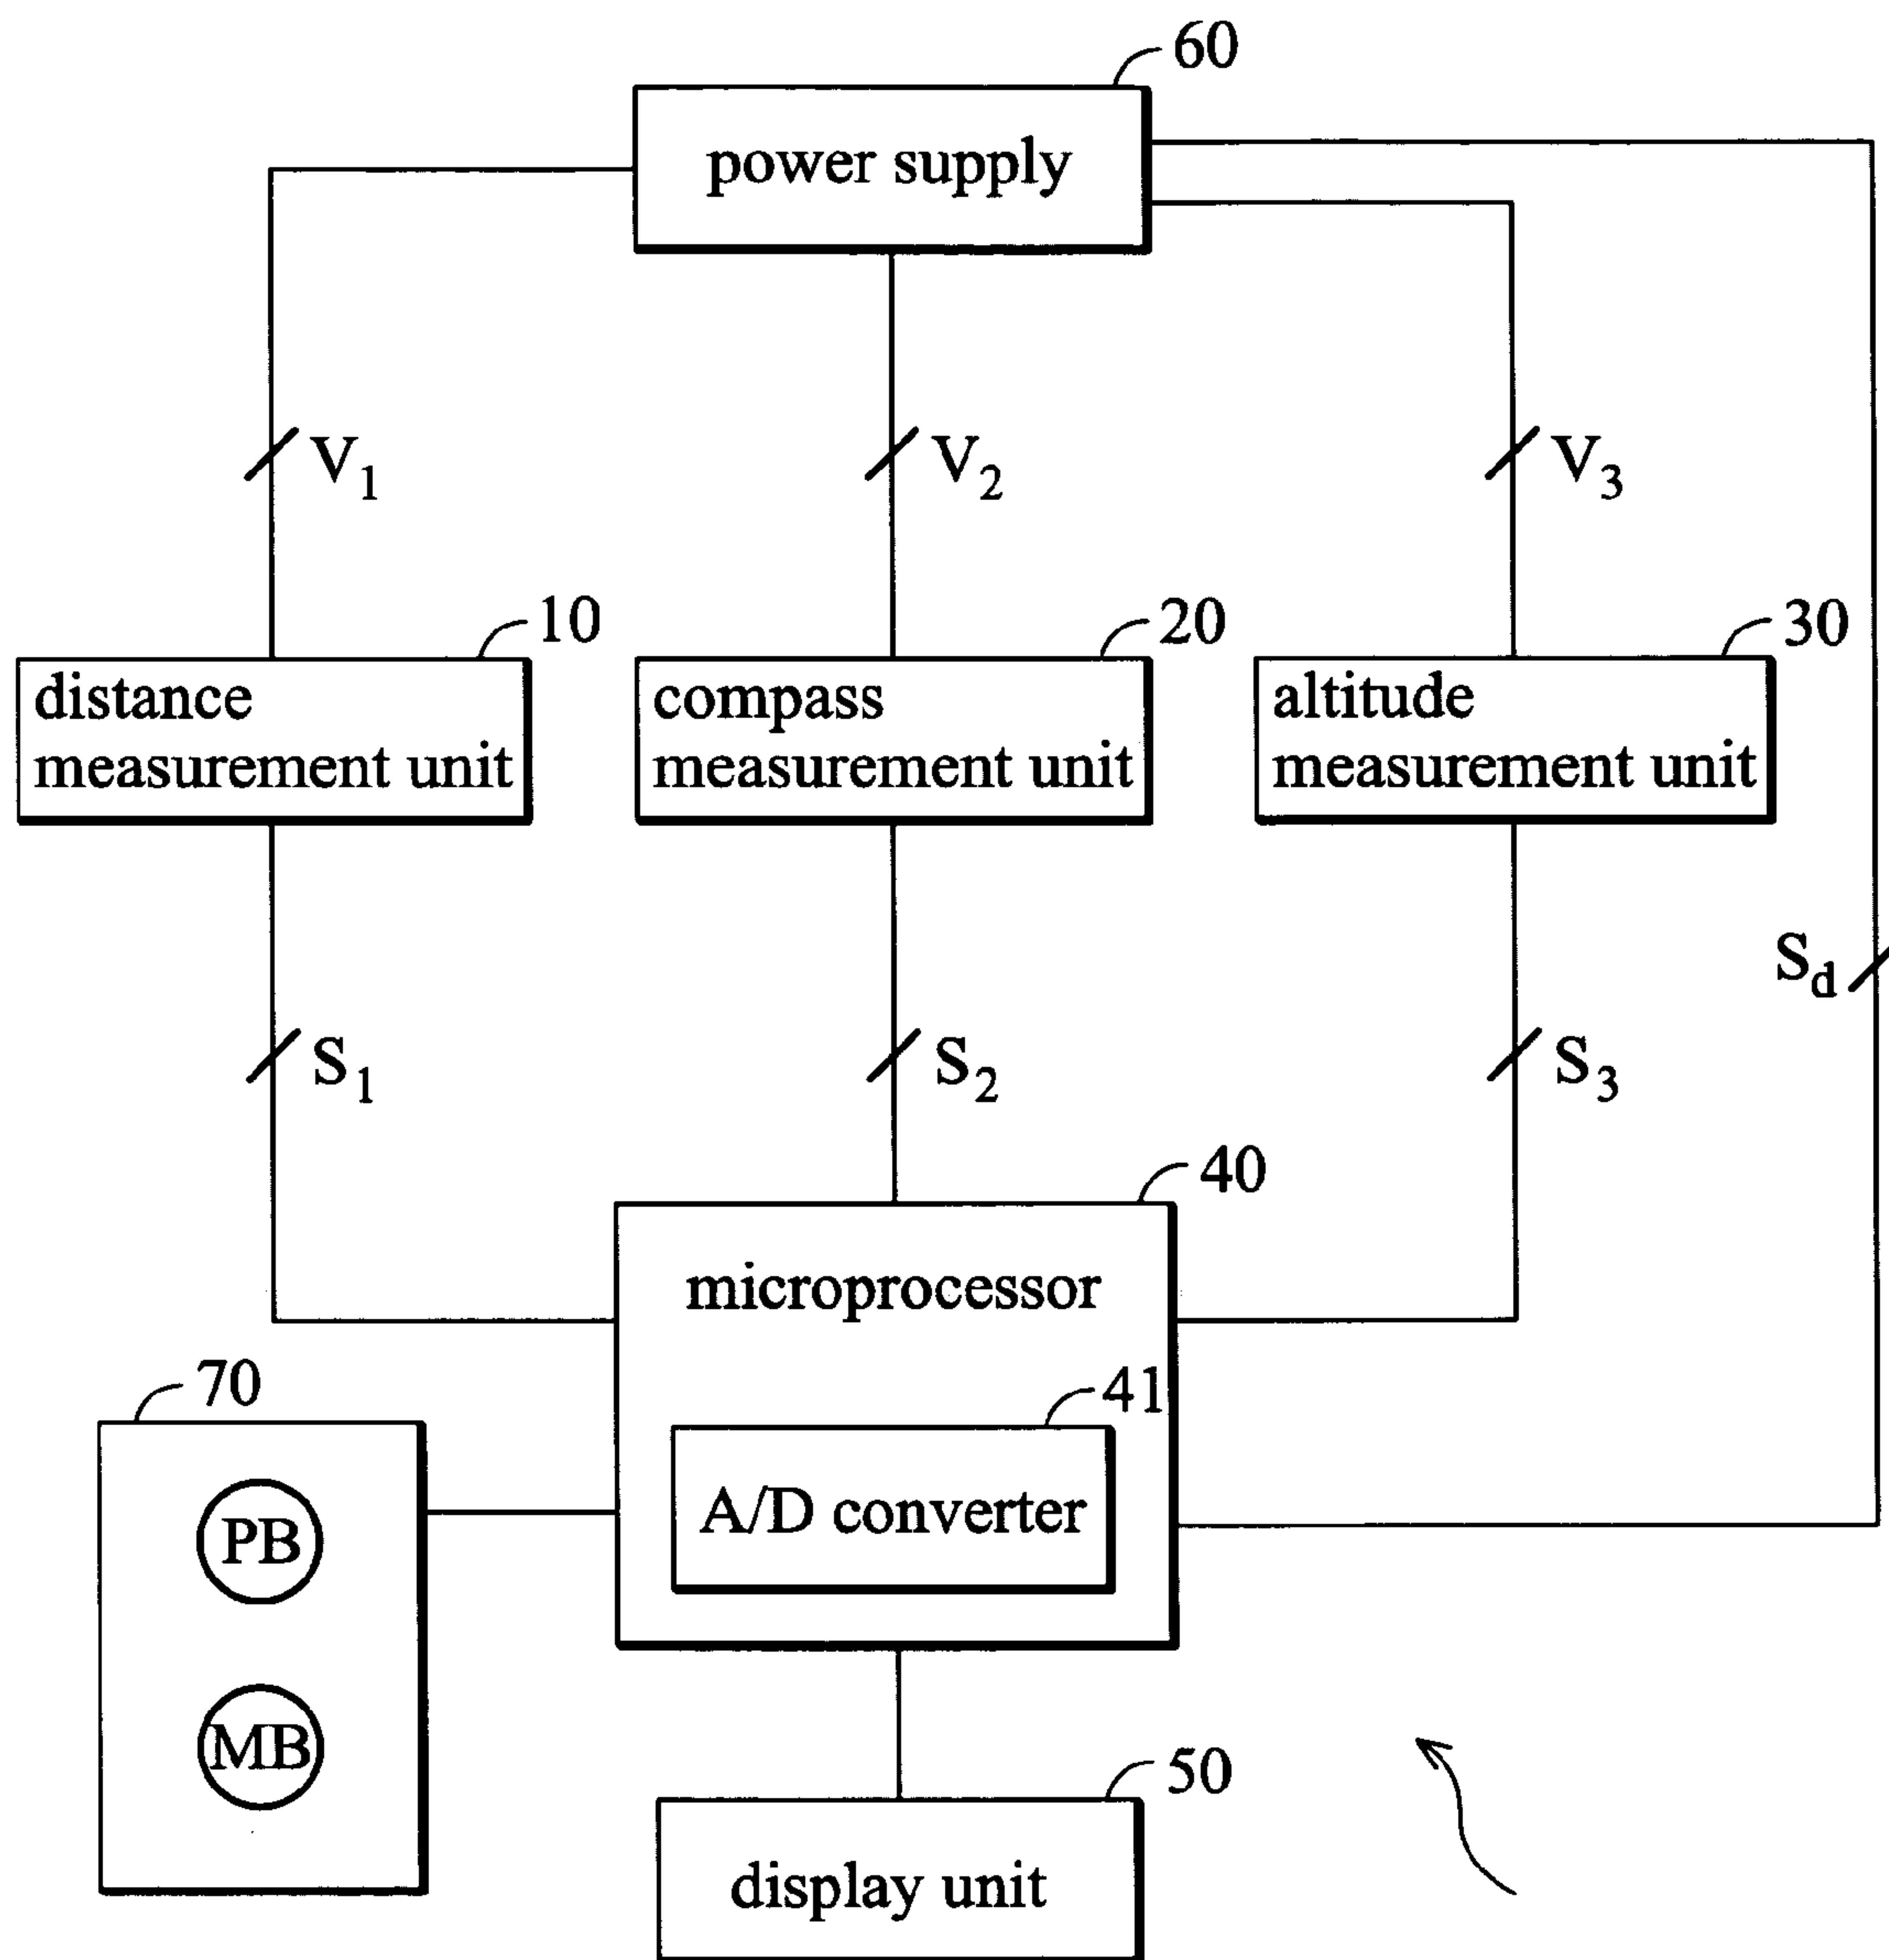 60
power supply
V1
V2
V3
10
20
30
distance
measurement unit
compass
measurement unit
altitude
measurement unit
Sd
S1
S2
S3
40
microprocessor
70
41
PB
A/D converter
MB
50
display unit